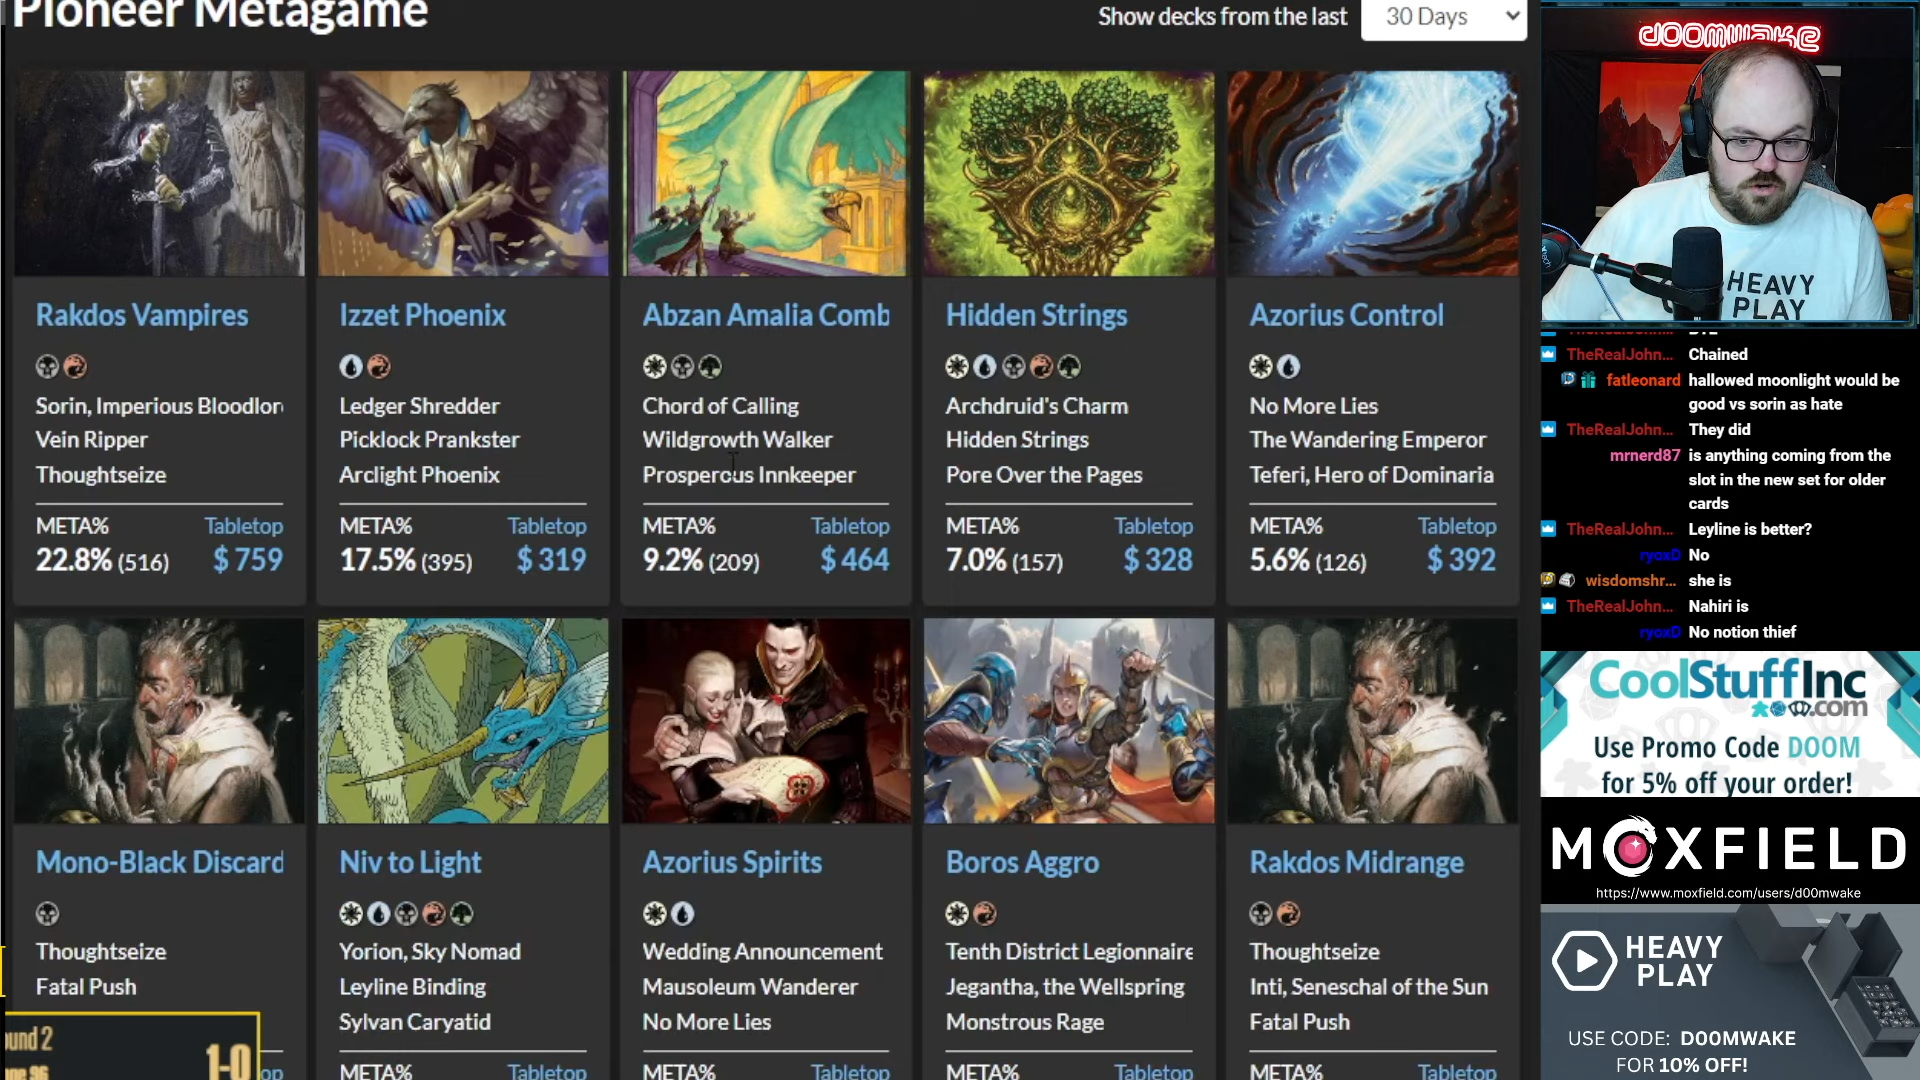 Pioneer Metagame
Show decks from the last
30 Days
Rakdos Vampires
Sorin, Imperious Bloodlor
Vein Ripper
Thoughtseize
META%
Tabletop
22.8% (516)
$ 759
Izzet Phoenix
Ledger Shredder
Picklock Prankster
Arclight Phoenix
META%
Tabletop
17.5% (395)
$ 319
Abzan Amalia Comb
Chord of Calling
Wildgrowth Walker
Prosperous Innkeeper
META%
Tabletop
9.2% (209)
$ 464
Hidden Strings
Archdruid's Charm
Hidden Strings
Pore Over the Pages
META%
Tabletop
7.0% (157)
$ 328
Azorius Control
No More Lies
The Wandering Emperor
Teferi, Hero of Dominaria
META%
Tabletop
5.6% (126)
$ 392
Mono-Black Discard
Thoughtseize
Fatal Push
Niv to Light
Yorion, Sky Nomad
Leyline Binding
Sylvan Caryatid
META%
Tabletop
Azorius Spirits
Wedding Announcement
Mausoleum Wanderer
No More Lies
META%
Tabletop
Boros Aggro
Tenth District Legionnaire
Jegantha, the Wellspring
Monstrous Rage
META%
Tabletop
Rakdos Midrange
Thoughtseize
Inti, Seneschal of the Sun
Fatal Push
META%
Tabletop
ound 2
1-0
op
doomwake
HEAVY
PLAY
TheRealJohn... Chained
fatleonard hallowed moonlight would be
good vs sorin as hate
TheRealJohn... They did
mrnerd87 is anything coming from the
slot in the new set for older
cards
TheRealJohn... Leyline is better?
ryoxD No
wisdomshr... she is
TheRealJohn... Nahiri is
ryoxD No notion thief
CoolStuffInc
.com
Use Promo Code DOOM
for 5% off your order!
MOXFIELD
https://www.moxfield.com/users/d00mwake
HEAVY
PLAY
USE CODE: D00MWAKE
FOR 10% OFF!